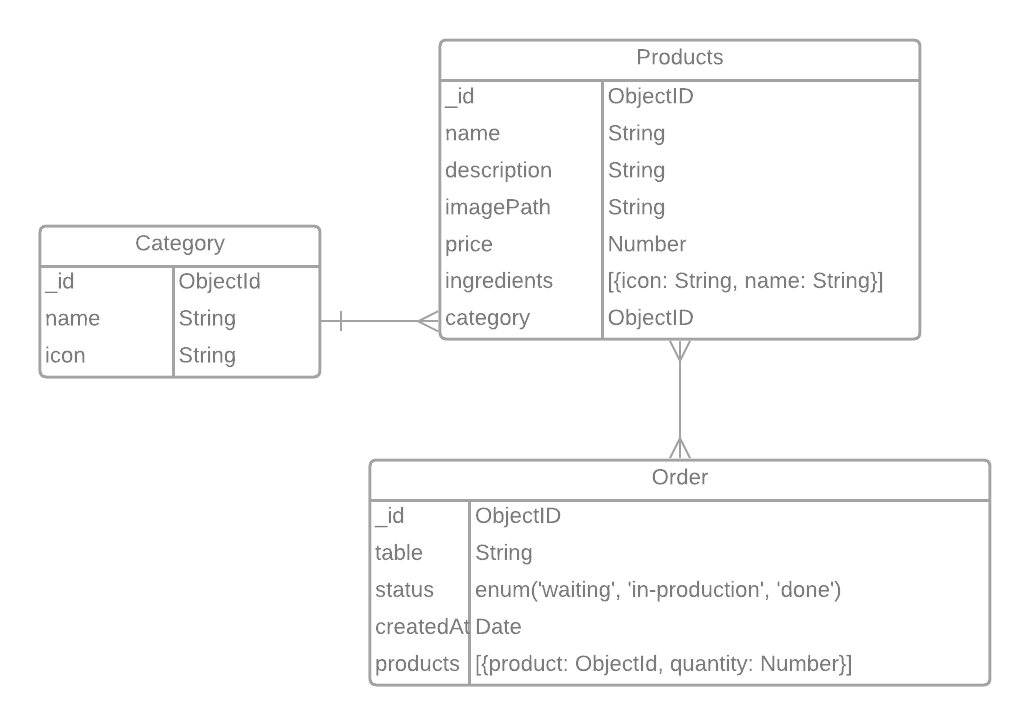 Products
_id ObjectID
name String
description String
imagePath String
price Number
ingredients [{icon: String, name: String}]
category ObjectID
Category
_id ObjectId
name String
icon String
Order
_id ObjectID
table String
status enum('waiting', 'in-production', 'done')
createdAt Date
products [{product: ObjectId, quantity: Number}]